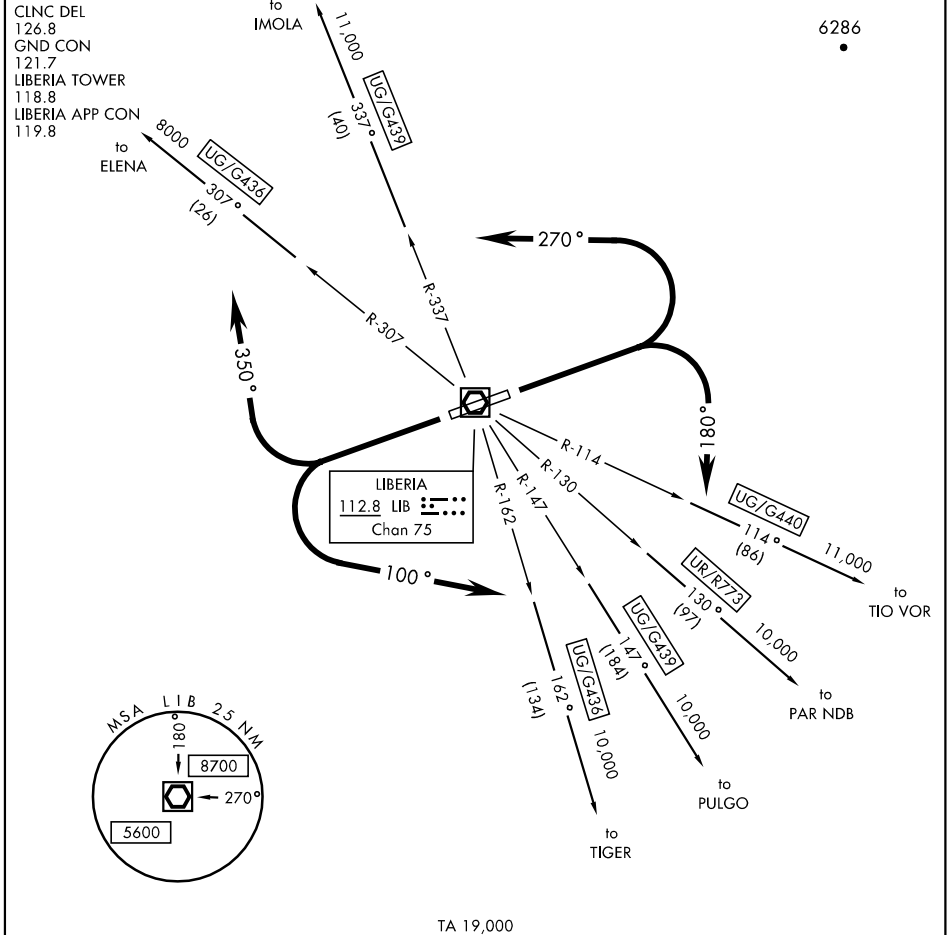 CLNC DEL
126.8
GND CON
121.7
LIBERIA TOWER
118.8
LIBERIA APP CON
119.8
to
IMOLA
11,000
UG/G439
337°
(40)
6286
to
ELENA
8000
UG/G436
307°
(26)
270°
R-337
R-307
350°
180°
LIBERIA
112.8 LIB
Chan 75
100°
R-114
R-130
R-147
R-162
UG/G440
114°
(86)
11,000
to
TIO VOR
UR/R773
130°
(97)
10,000
to
PAR NDB
UG/G439
147°
(184)
10,000
to
PULGO
UG/G436
162°
(134)
10,000
to
TIGER
MSA LIB 25 NM
180°
8700
270°
5600
TA 19,000